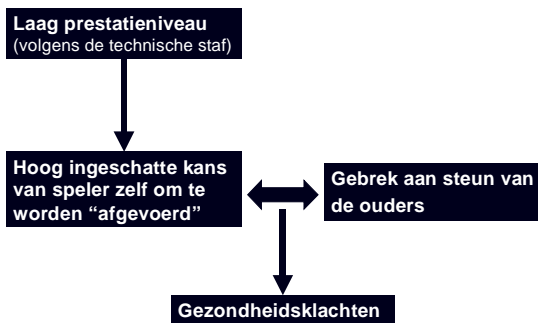 Laag prestatieniveau
(volgens de technische staf)
Hoog ingeschatte kans
van speler zelf om te
worden “afgevoerd”
Gebrek aan steun van
de ouders
Gezondheidsklachten